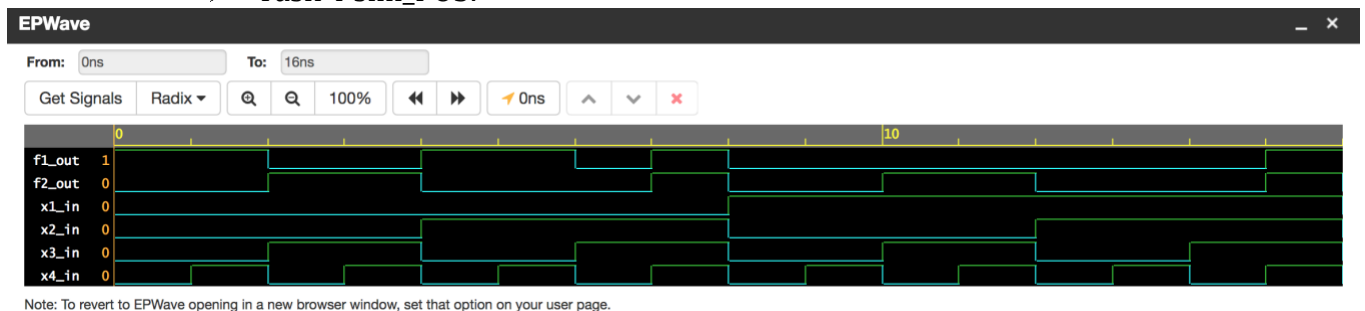 EPWave
From: 0ns To: 16ns
Get Signals Radix 100% 0ns
0 10
f1_out 1
f2_out 0
x1_in 0
x2_in 0
x3_in 0
x4_in 0
Note: To revert to EPWave opening in a new browser window, set that option on your user page.